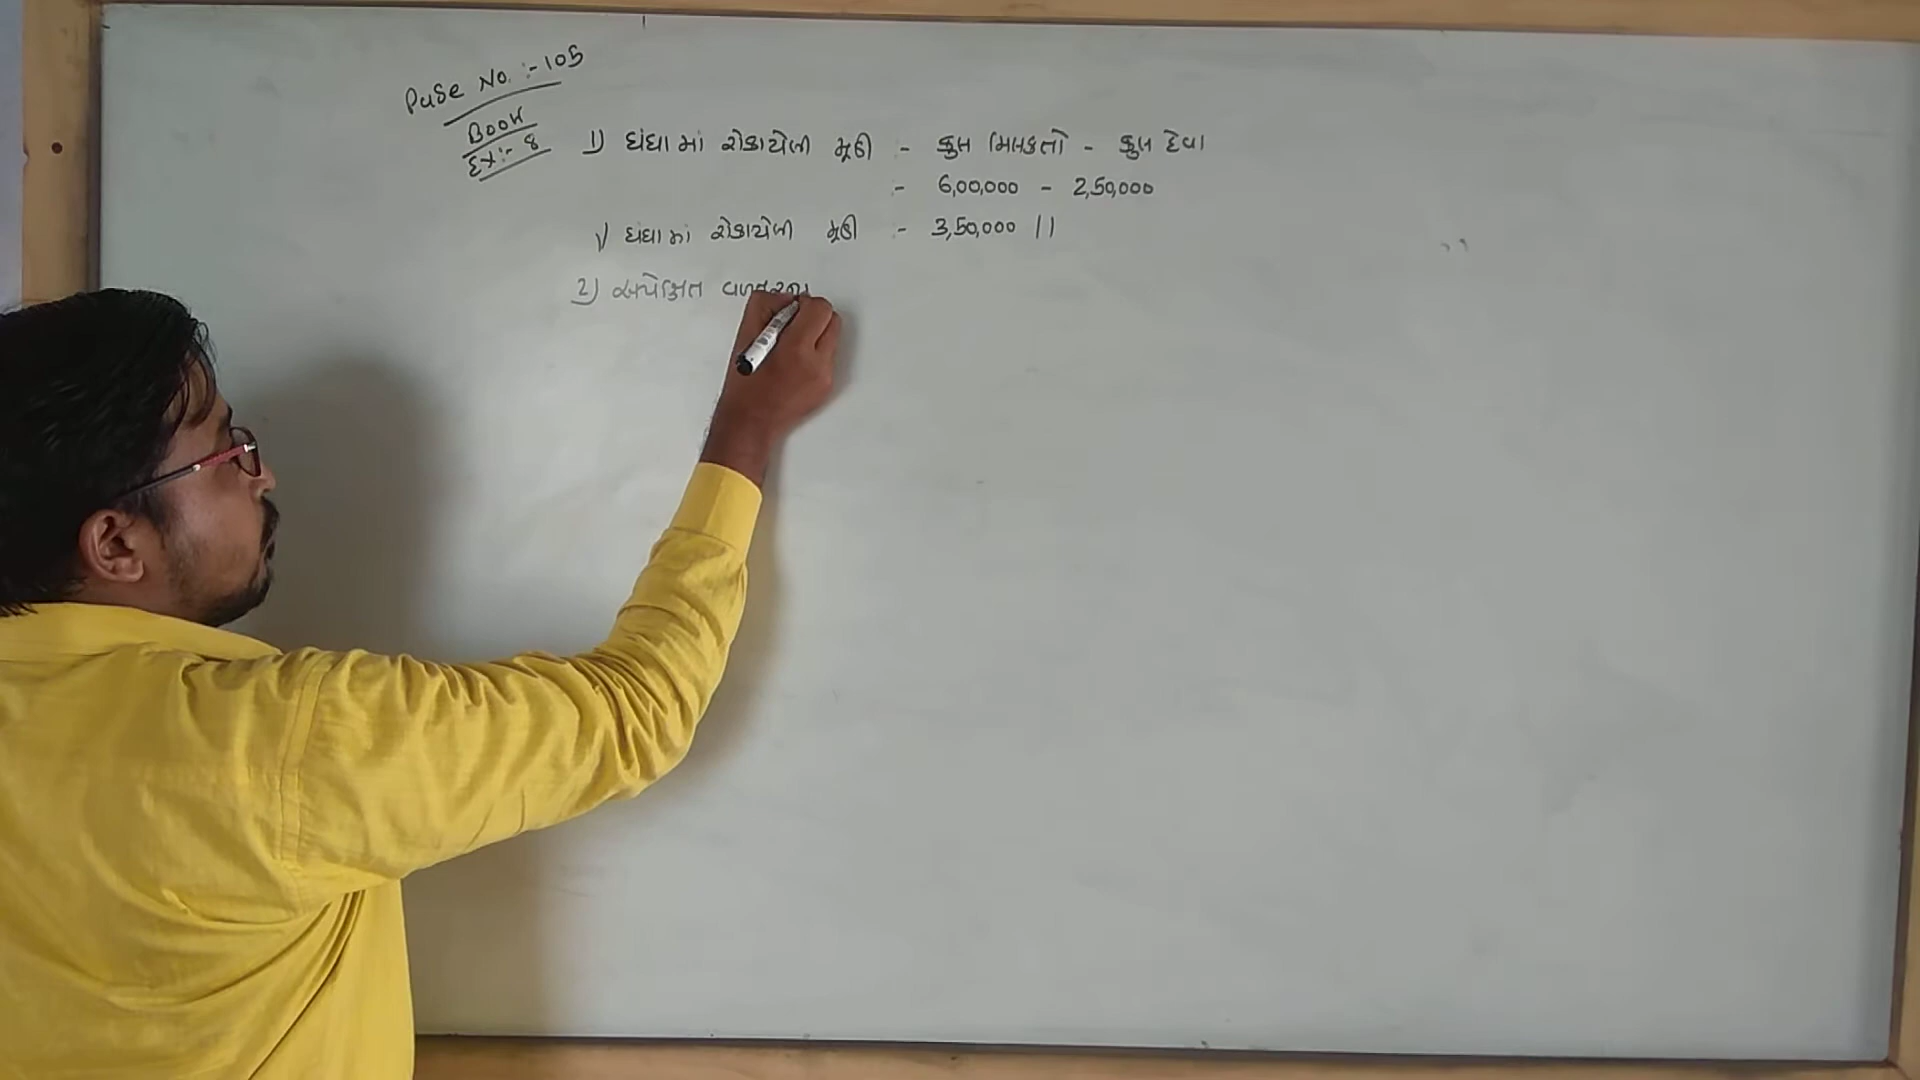 Page No. :- 105
BOOK
Ex :- 8
1) ધંધામાં રોકાયેલી મૂડી :- કુલ મિલકતો - કુલ દેવા
:- 6,00,000 - 2,50,000
ધંધામાં રોકાયેલી મૂડી :- 3,50,000 //
2) અપેક્ષિત વળતરના